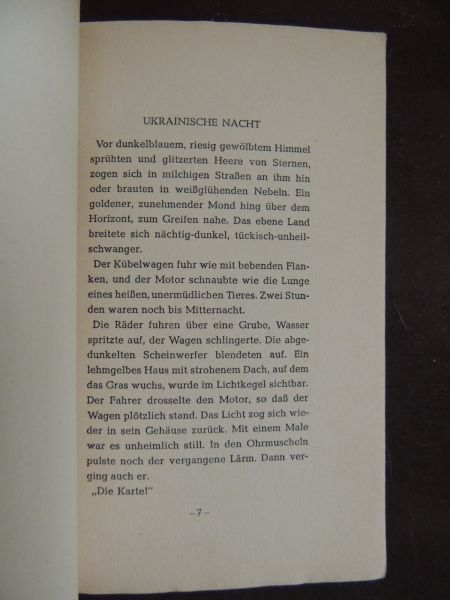 UKRAINISCHE NACHT
Vor dunkelblauem, riesig gewölbtem Himmel
sprühten und glitzerten Heere von Sternen,
zogen sich in milchigen Straßen an ihm hin
oder brauten in weißglühenden Nebeln. Ein
goldener, zunehmender Mond hing über dem
Horizont, zum Greifen nahe. Das ebene Land
breitete sich nächtig-dunkel, tückisch-unheil-
schwanger.
Der Kübelwagen fuhr wie mit bebenden Flan-
ken, und der Motor schnaubte wie die Lunge
eines heißen, unermüdlichen Tieres. Zwei Stun-
den waren noch bis Mitternacht.
Die Räder fuhren über eine Grube, Wasser
spritzte auf, der Wagen schlingerte. Die abge-
dunkelten Scheinwerfer blendeten auf. Ein
lehmgelbes Haus mit strohenem Dach, auf dem
das Gras wuchs, wurde im Lichtkegel sichtbar.
Der Fahrer drosselte den Motor, so daß der
Wagen plötzlich stand. Das Licht zog sich wie-
der in sein Gehäuse zurück. Mit einem Male
war es unheimlich still. In den Ohrmuscheln
pulste noch der vergangene Lärm. Dann ver-
ging auch er.
„Die Karte!"
–7–